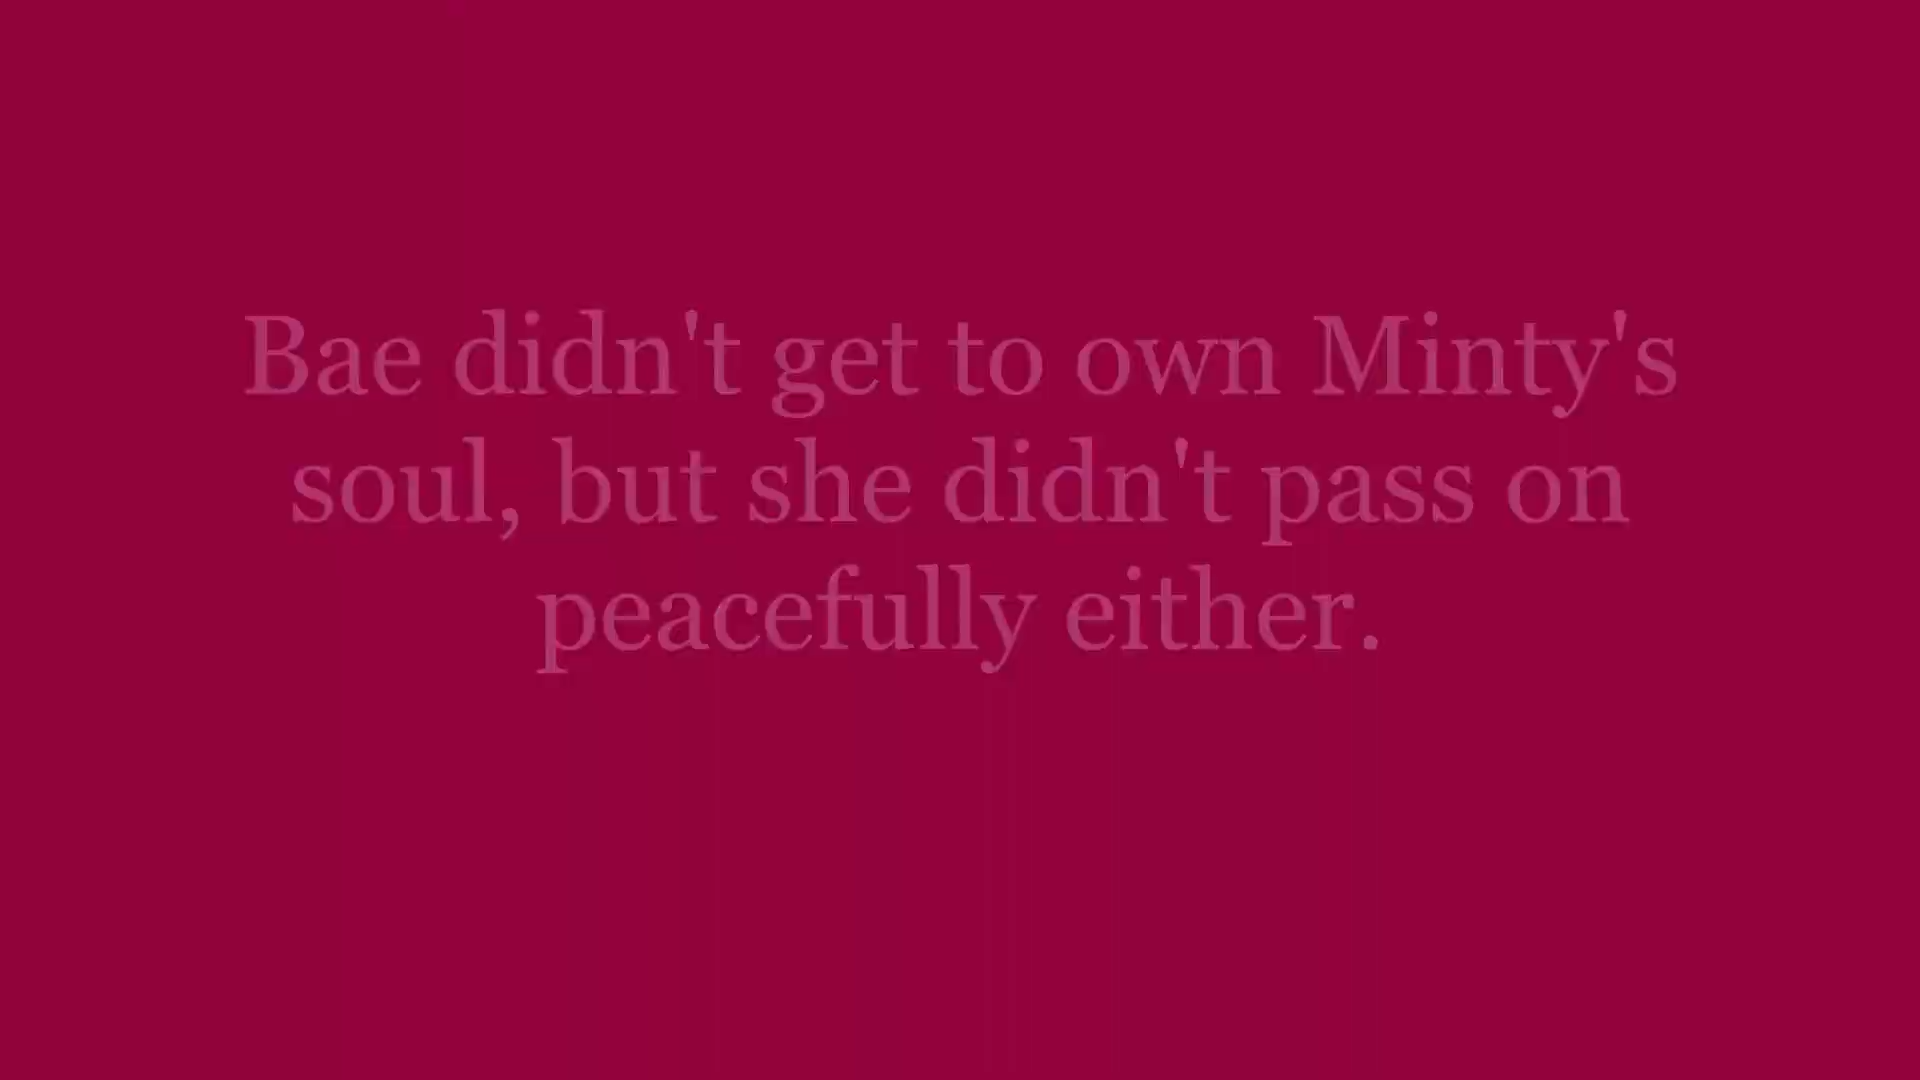 Bae didn't get to own Minty's
soul, but she didn't pass on
peacefully either.